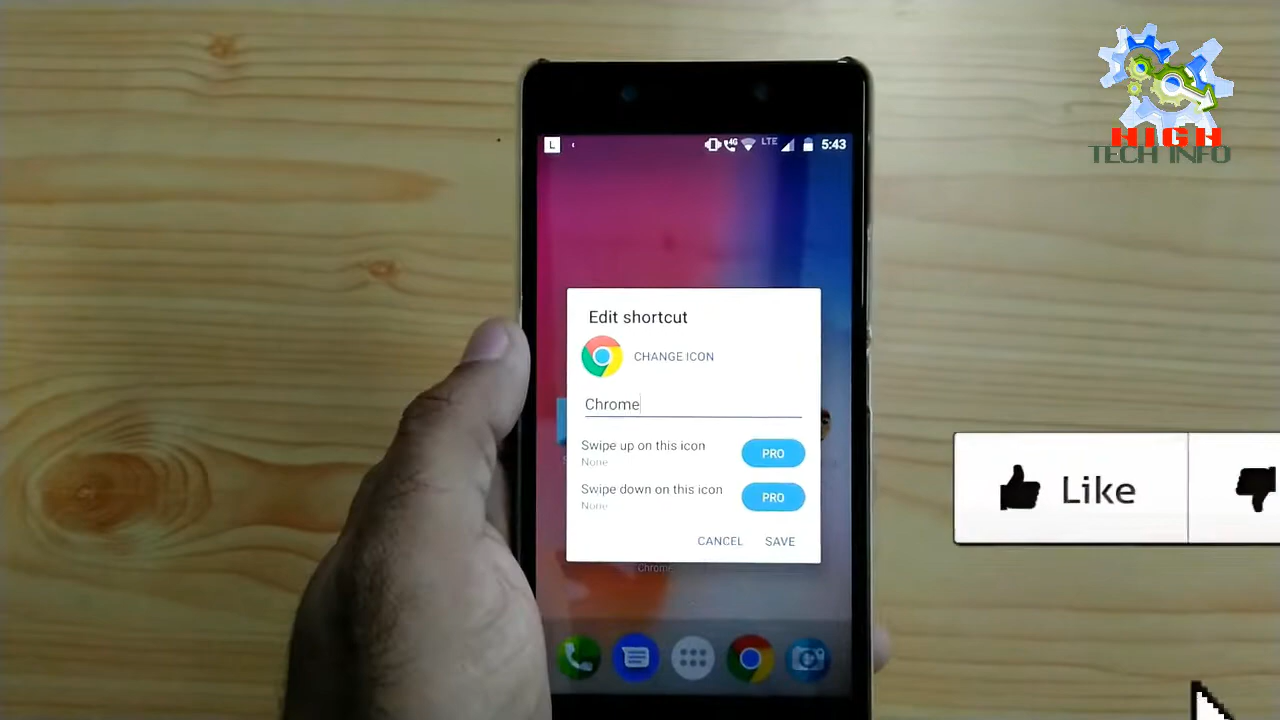 HIGH
TECH INFO
L
4G
LTE
5:43
Edit shortcut
CHANGE ICON
Chrome
Swipe up on this icon
None
PRO
Swipe down on this icon
None
PRO
CANCEL
SAVE
Chrome
Like